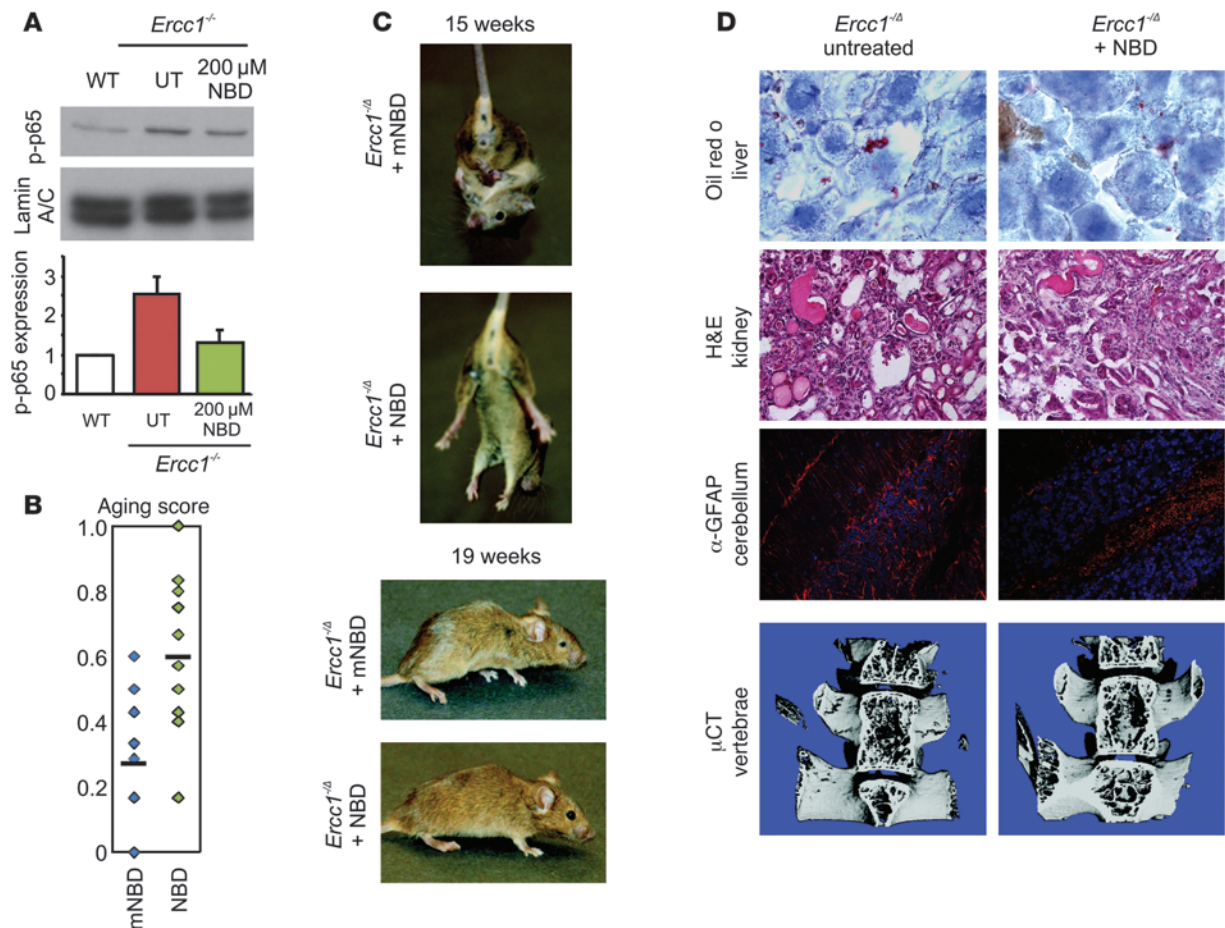 A
Ercc1⁻/⁻
WT
UT
200 µM
NBD
p-p65
Lamin
A/C
p-p65 expression
3
2
1
0
WT
UT
200 µM
NBD
Ercc1⁻/⁻
B
Aging score
1.0
0.8
0.6
0.4
0.2
0
mNBD
NBD
C
15 weeks
Ercc1⁻/Δ
+ mNBD
Ercc1⁻/Δ
+ NBD
19 weeks
Ercc1⁻/Δ
+ mNBD
Ercc1⁻/Δ
+ NBD
D
Ercc1⁻/Δ
untreated
Ercc1⁻/Δ
+ NBD
Oil red o
liver
H&E
kidney
α-GFAP
cerebellum
µCT
vertebrae